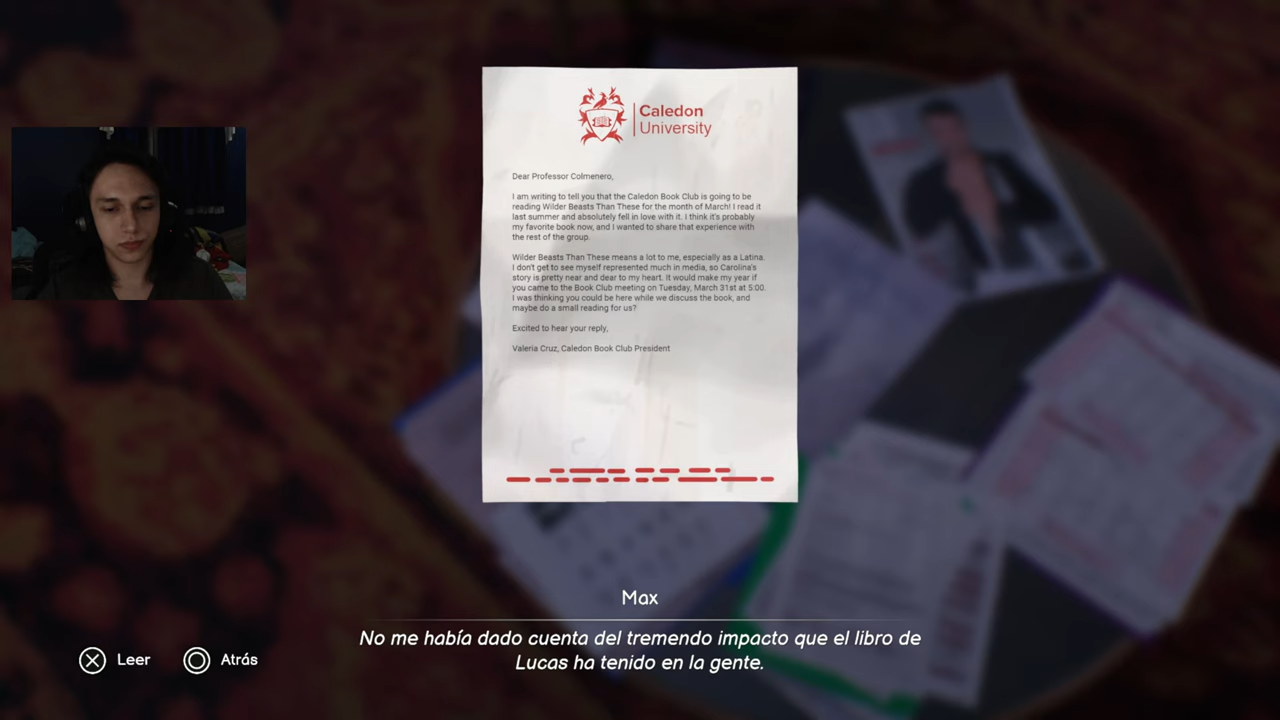 Caledon
University
Dear Professor Colmenero,
I am writing to tell you that the Caledon Book Club is going to be
reading Wilder Beasts Than These for the month of March! I read it
last summer and absolutely fell in love with it. I think it's probably
my favorite book now, and I wanted to share that experience with
the rest of the group.
Wilder Beasts Than These means a lot to me, especially as a Latina.
I don't get to see myself represented much in media, so Carolina's
story is pretty near and dear to my heart. It would make my year if
you came to the Book Club meeting on Tuesday, March 31st at 5:00.
I was thinking you could be here while we discuss the book, and
maybe do a small reading for us?
Excited to hear your reply,
Valeria Cruz, Caledon Book Club President
Max
No me había dado cuenta del tremendo impacto que el libro de
Lucas ha tenido en la gente.
Leer
Atrás